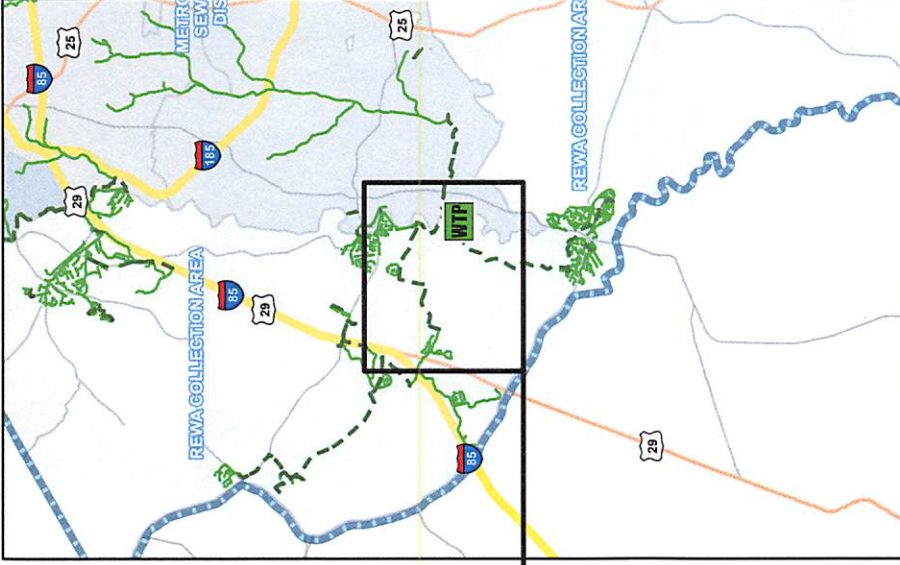 85
25
METRO
SEW
DIS
25
REWA COLLECTION AR
185
29
WTP
85
29
REWA COLLECTION AREA
85
29